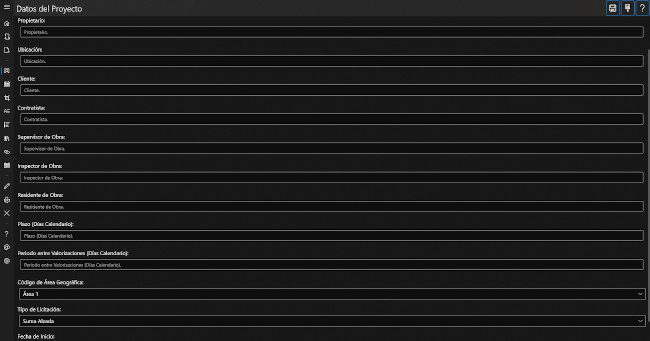 Datos del Proyecto
?
Propietario:
Propietario.
Ubicación:
Ubicación.
Cliente:
Cliente.
Contratista:
Contratista.
Supervisor de Obra:
Supervisor de Obra.
Inspector de Obra:
Inspector de Obra.
Residente de Obra:
Residente de Obra.
Plazo (Días Calendario):
Plazo (Días Calendario).
Periodo entre Valorizaciones (Días Calendario):
Periodo entre Valorizaciones (Días Calendario).
Código de Área Geográfica:
Área 1
Tipo de Licitación:
Suma Alzada
Fecha de Inicio:
?